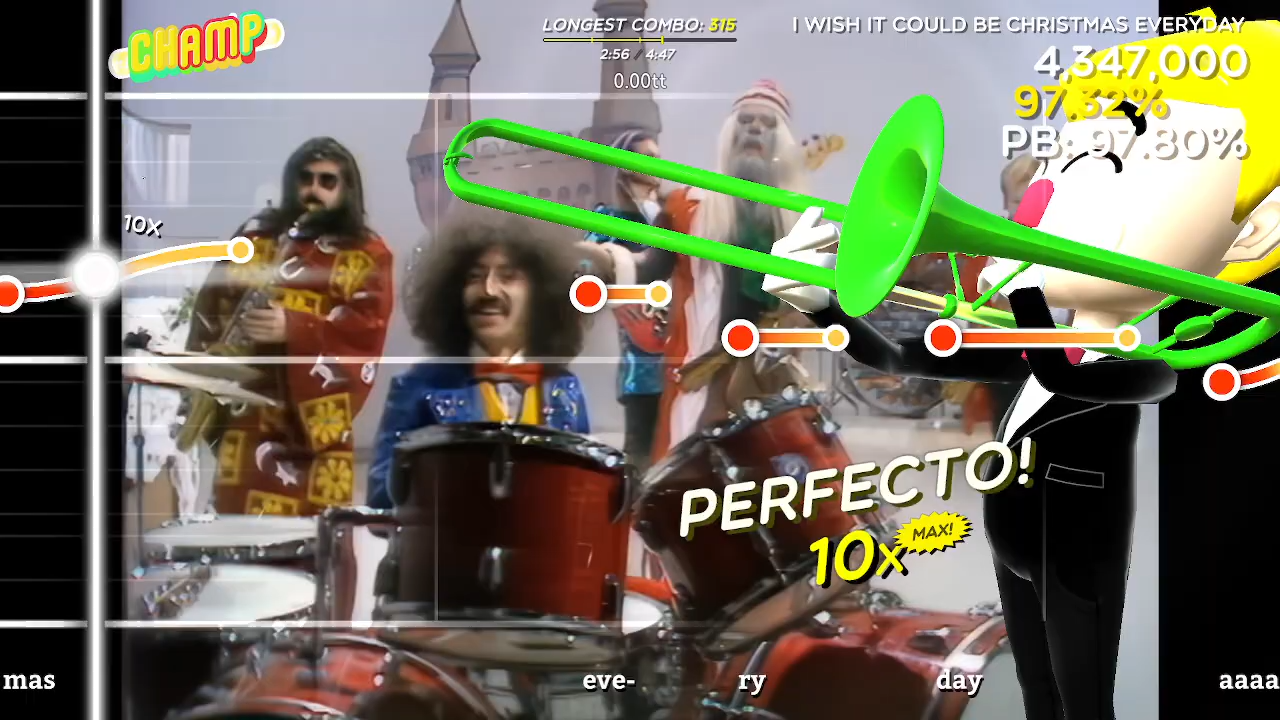 CHAMP
LONGEST COMBO: 315
2:56 / 4:47
0.00tt
I WISH IT COULD BE CHRISTMAS EVERYDAY
4,347,000
97.32%
PB: 97.80%
10X
PERFECTO!
10x MAX!
mas eve- ry day aaaa